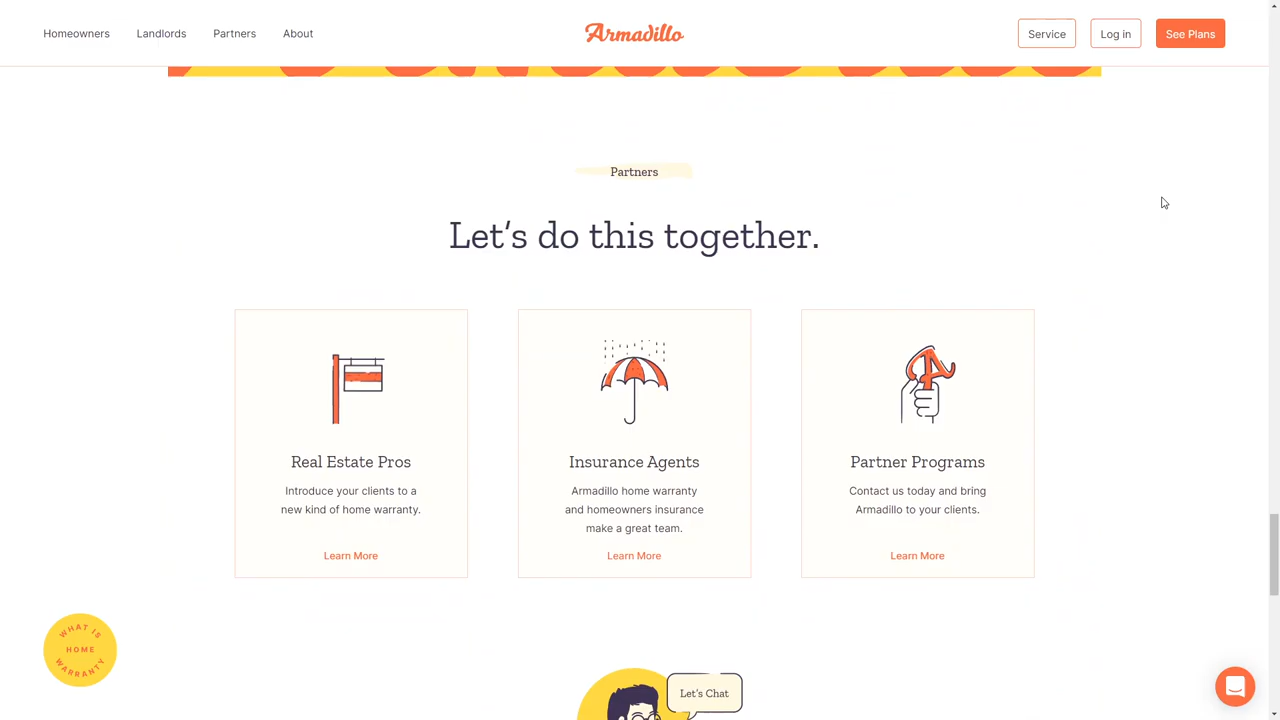 Homeowners Landlords Partners About Armadillo Service Log in See Plans
Partners
Let’s do this together.
Real Estate Pros
Introduce your clients to a
new kind of home warranty.
Learn More
Insurance Agents
Armadillo home warranty
and homeowners insurance
make a great team.
Learn More
Partner Programs
Contact us today and bring
Armadillo to your clients.
Learn More
WHAT IS
HOME
WARRANTY
Let’s Chat